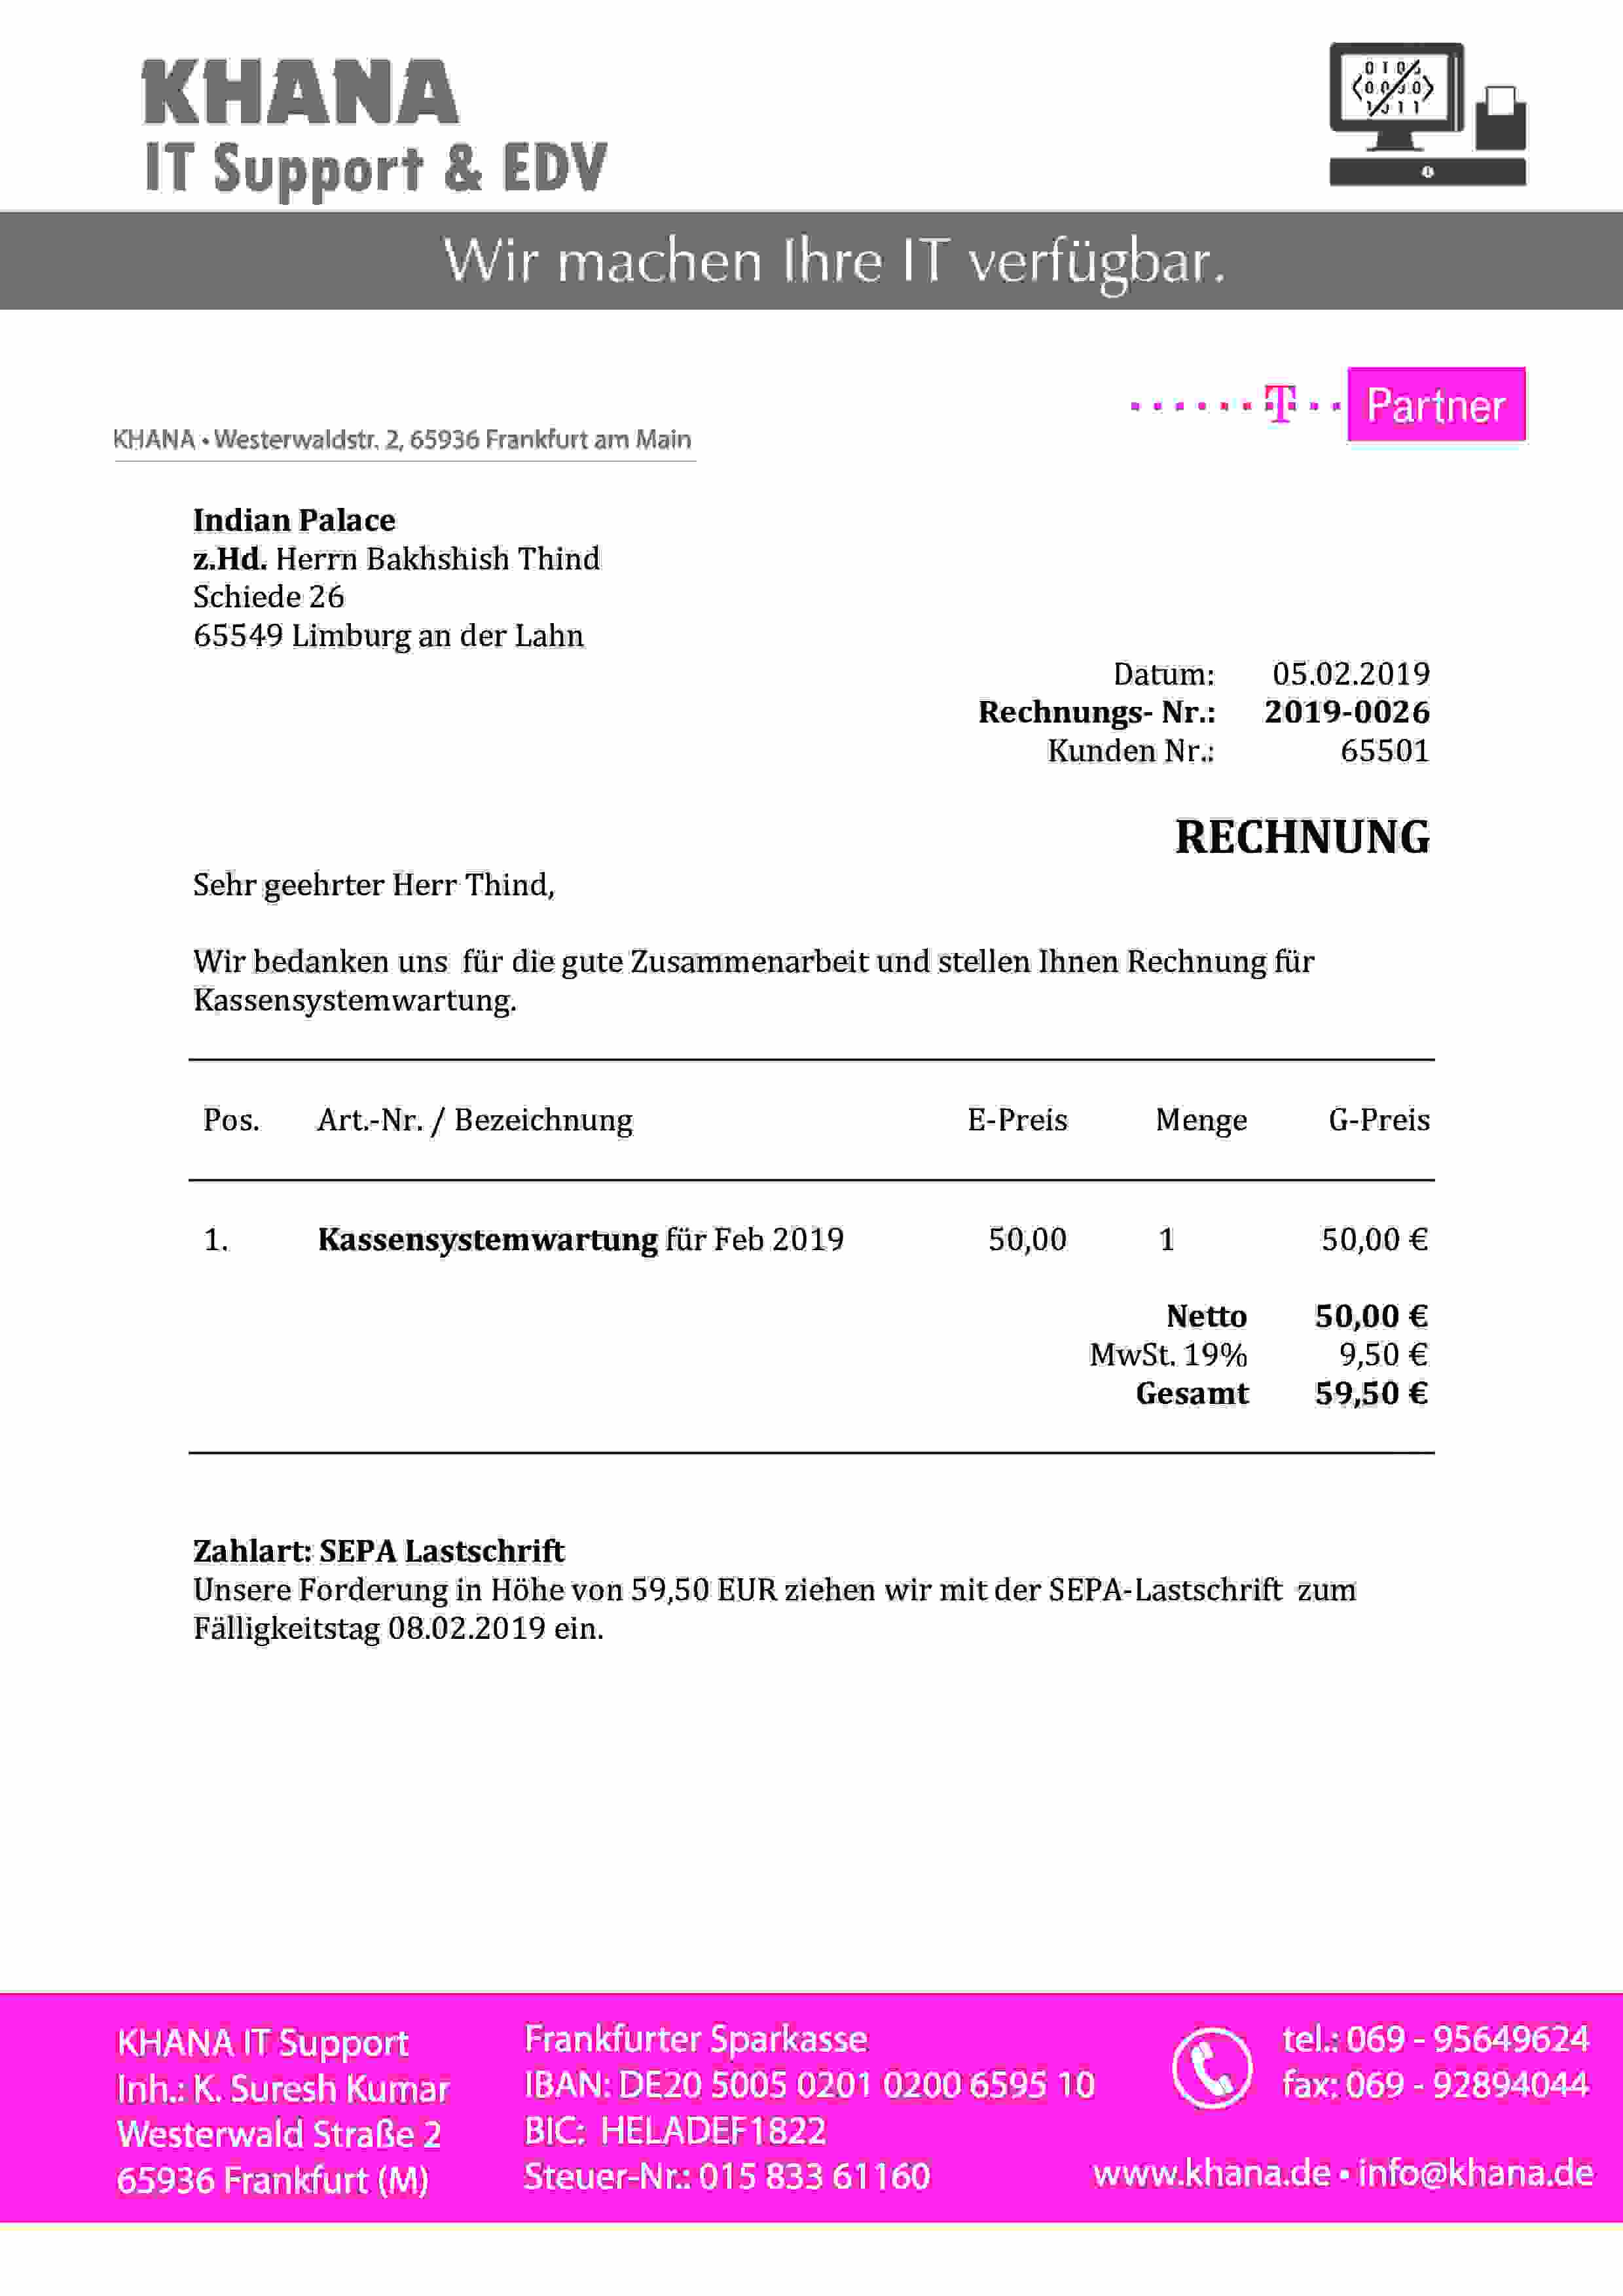 KHANA
IT Support & EDV
Wir machen Ihre IT verfügbar.
T Partner
KHANA • Westerwaldstr. 2, 65936 Frankfurt am Main
Indian Palace
z.Hd. Herrn Bakhshish Thind
Schiede 26
65549 Limburg an der Lahn
Datum: 05.02.2019
Rechnungs- Nr.: 2019-0026
Kunden Nr.: 65501
RECHNUNG
Sehr geehrter Herr Thind,
Wir bedanken uns für die gute Zusammenarbeit und stellen Ihnen Rechnung für
Kassensystemwartung.
Pos. Art.-Nr. / Bezeichnung E-Preis Menge G-Preis
1. Kassensystemwartung für Feb 2019 50,00 1 50,00 €
Netto 50,00 €
MwSt. 19% 9,50 €
Gesamt 59,50 €
Zahlart: SEPA Lastschrift
Unsere Forderung in Höhe von 59,50 EUR ziehen wir mit der SEPA-Lastschrift zum
Fälligkeitstag 08.02.2019 ein.
KHANA IT Support
Inh.: K. Suresh Kumar
Westerwald Straße 2
65936 Frankfurt (M)
Frankfurter Sparkasse
IBAN: DE20 5005 0201 0200 6595 10
BIC: HELADEF1822
Steuer-Nr.: 015 833 61160
tel.: 069 - 95649624
fax: 069 - 92894044
www.khana.de • info@khana.de